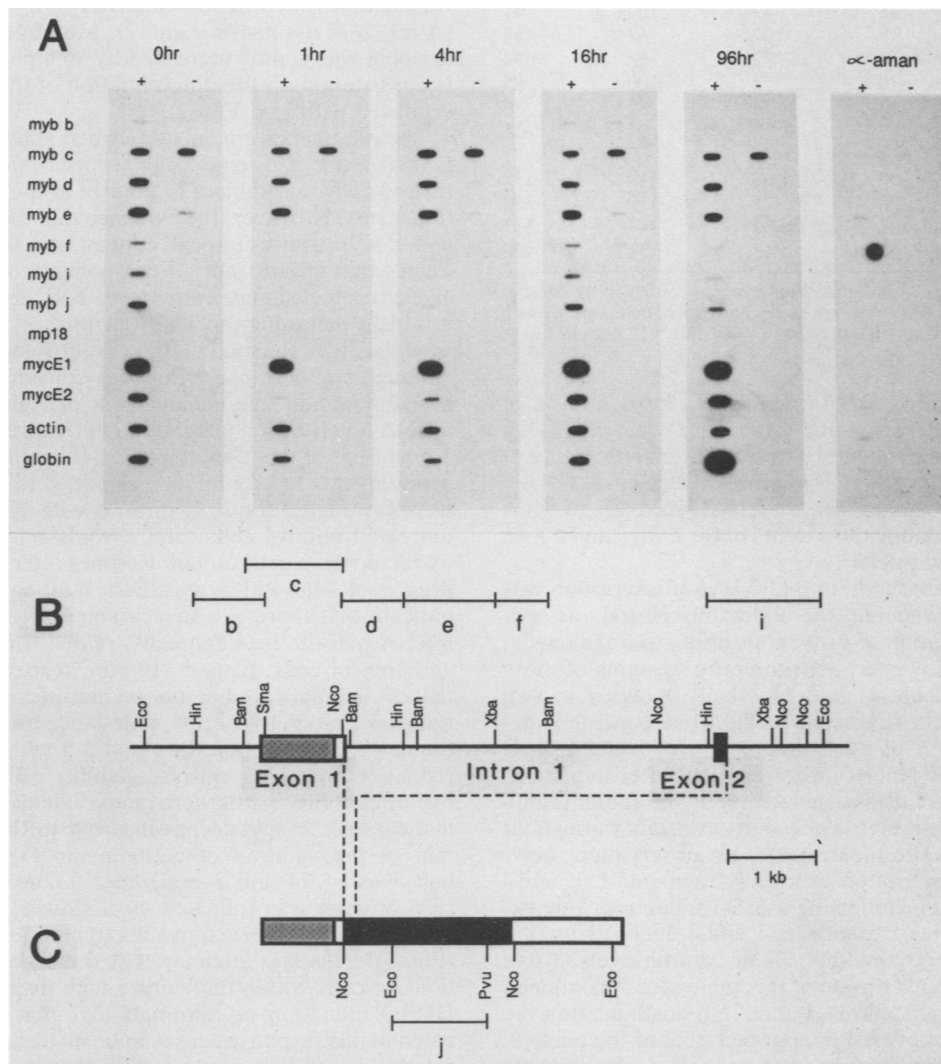 A
0hr 1hr 4hr 16hr 96hr ∝-aman
+ - + - + - + - + - + -
myb b
myb c
myb d
myb e
myb f
myb i
myb j
mp18
mycE1
mycE2
actin
globin
B
c
b d e f i
Eco Hin Bam Sma Nco Bam Hin Bam Xba Bam Nco Hin Xba Nco Nco Eco
Exon 1 Intron 1 Exon 2
1 kb
C
Nco Eco Pvu Nco Eco
j